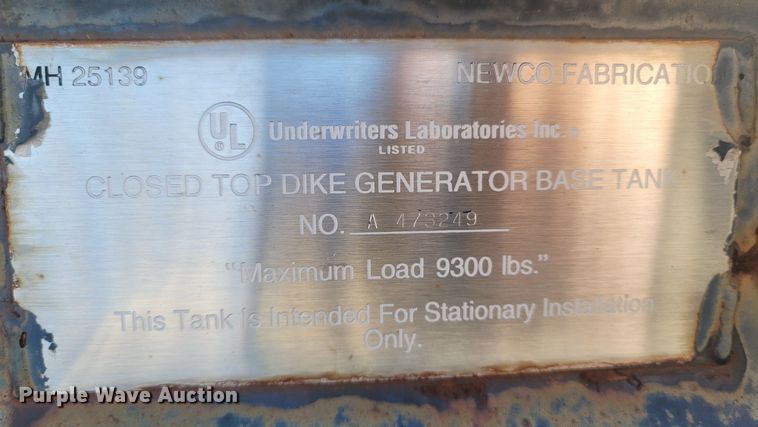 MH 25139
NEWCO FABRICATIO
UL
Underwriters Laboratories Inc.®
LISTED
CLOSED TOP DIKE GENERATOR BASE TANK
NO. A 473249
"Maximum Load 9300 lbs."
This Tank Is Intended For Stationary Installation
Only.
Purple Wave Auction